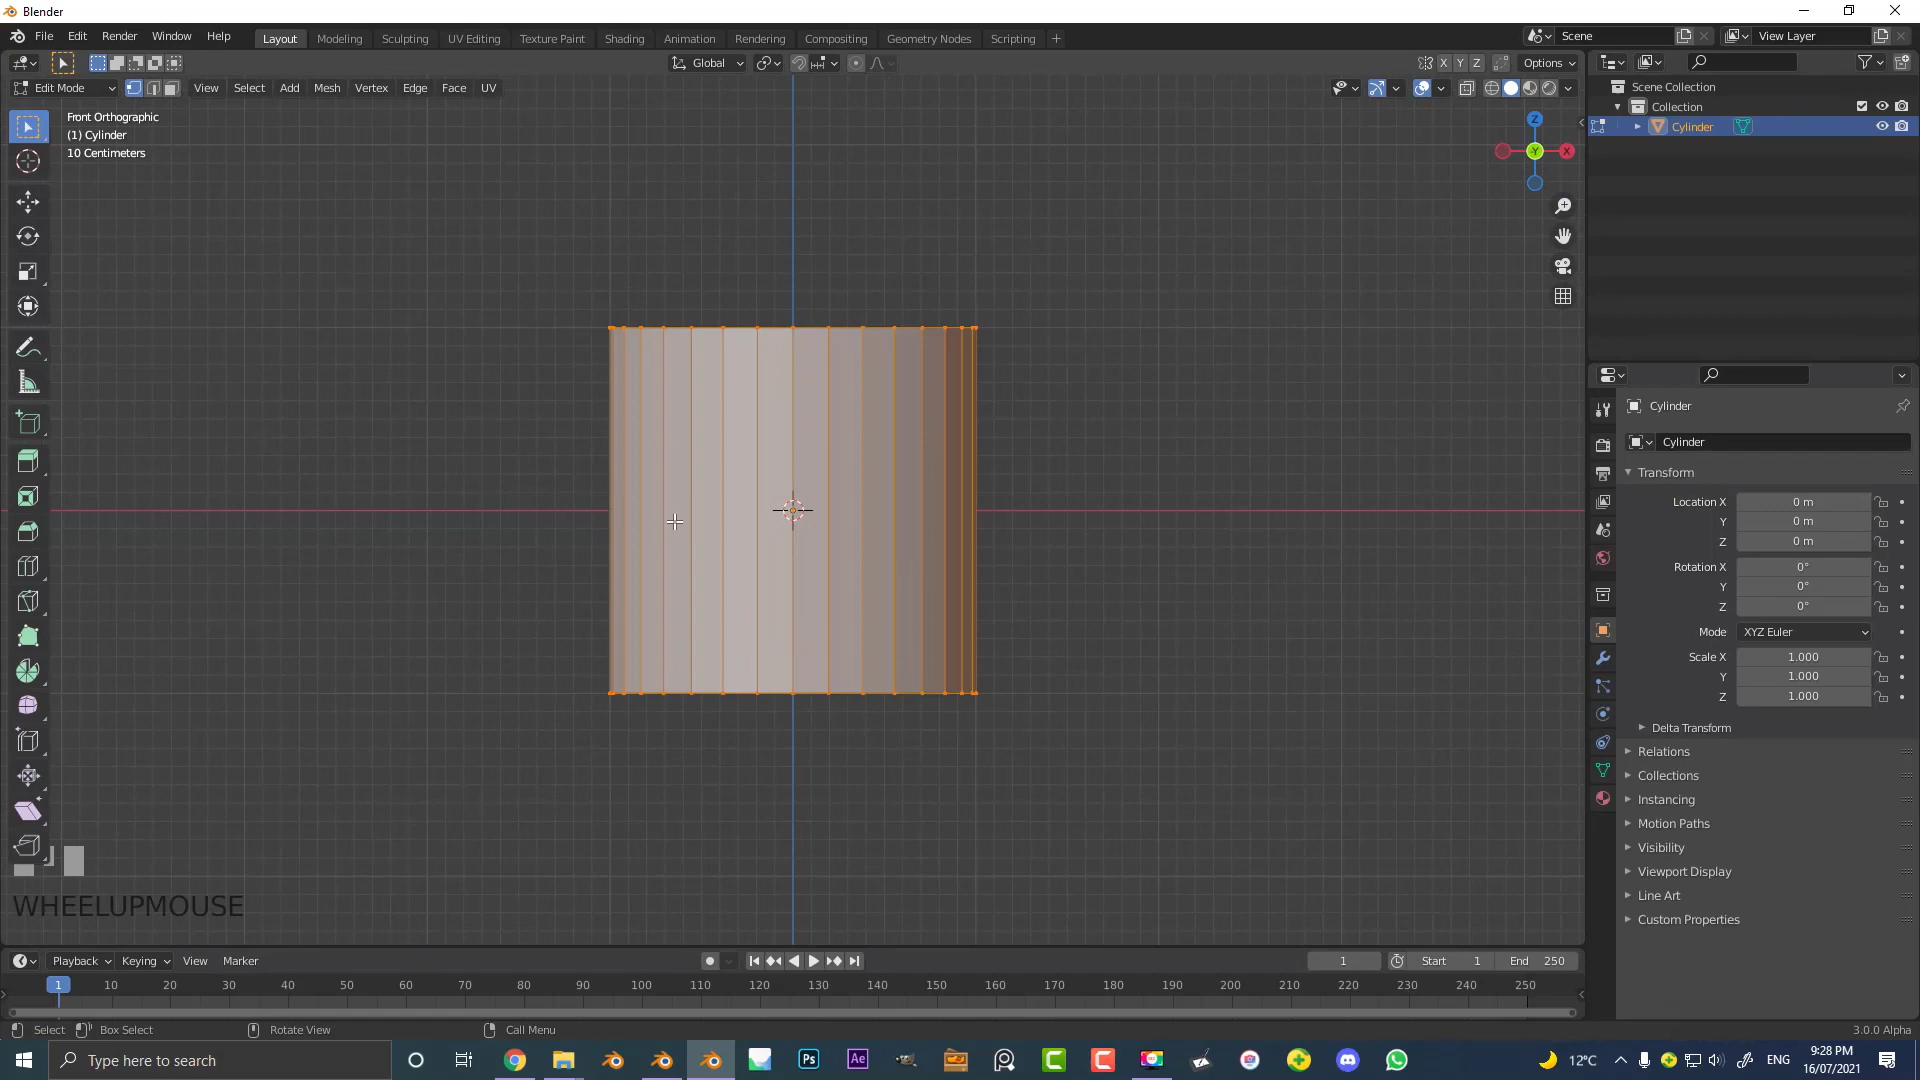 Blender
File Edit Render Window Help
Layout Modeling Sculpting UV Editing Texture Paint Shading Animation Rendering Compositing Geometry Nodes Scripting +
Scene
View Layer
Global
X Y Z
Options
Edit Mode
View Select Add Mesh Vertex Edge Face UV
Front Orthographic
(1) Cylinder
10 Centimeters
Z
Y
X
Scene Collection
Collection
Cylinder
Cylinder
Cylinder
Transform
Location X 0 m
Y 0 m
Z 0 m
Rotation X 0°
Y 0°
Z 0°
Mode XYZ Euler
Scale X 1.000
Y 1.000
Z 1.000
Delta Transform
Relations
Collections
Instancing
Motion Paths
Visibility
Viewport Display
Line Art
Custom Properties
WHEELUPMOUSE
Playback Keying View Marker
1
Start 1
End 250
1 10 20 30 40 50 60 70 80 90 100 110 120 130 140 150 160 170 180 190 200 210 220 230 240 250
Select Box Select Rotate View Call Menu
3.0.0 Alpha
Type here to search
Ps
Ae
12°C
ENG
9:28 PM
16/07/2021